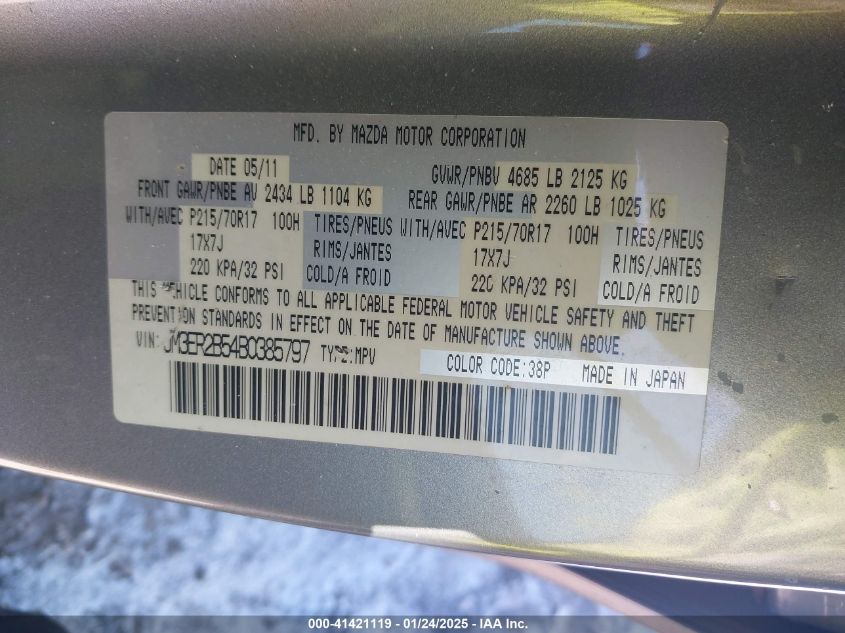 MFD. BY MAZDA MOTOR CORPORATION
DATE 05/11 GVWR/PNBV 4685 LB 2125 KG
FRONT GAWR/PNBE AV 2434 LB 1104 KG REAR GAWR/PNBE AR 2260 LB 1025 KG
WITH/AVEC P215/70R17 100H TIRES/PNEUS WITH/AVEC P215/70R17 100H TIRES/PNEUS
17X7J RIMS/JANTES 17X7J RIMS/JANTES
220 KPA/32 PSI COLD/A FROID 220 KPA/32 PSI COLD/A FROID
THIS VEHICLE CONFORMS TO ALL APPLICABLE FEDERAL MOTOR VEHICLE SAFETY AND THEFT
PREVENTION STANDARDS IN EFFECT ON THE DATE OF MANUFACTURE SHOWN ABOVE.
VIN: JM3ER2B54B0385797 TYPE:MPV COLOR CODE:38P MADE IN JAPAN
000-41421119 - 01/24/2025 - IAA Inc.